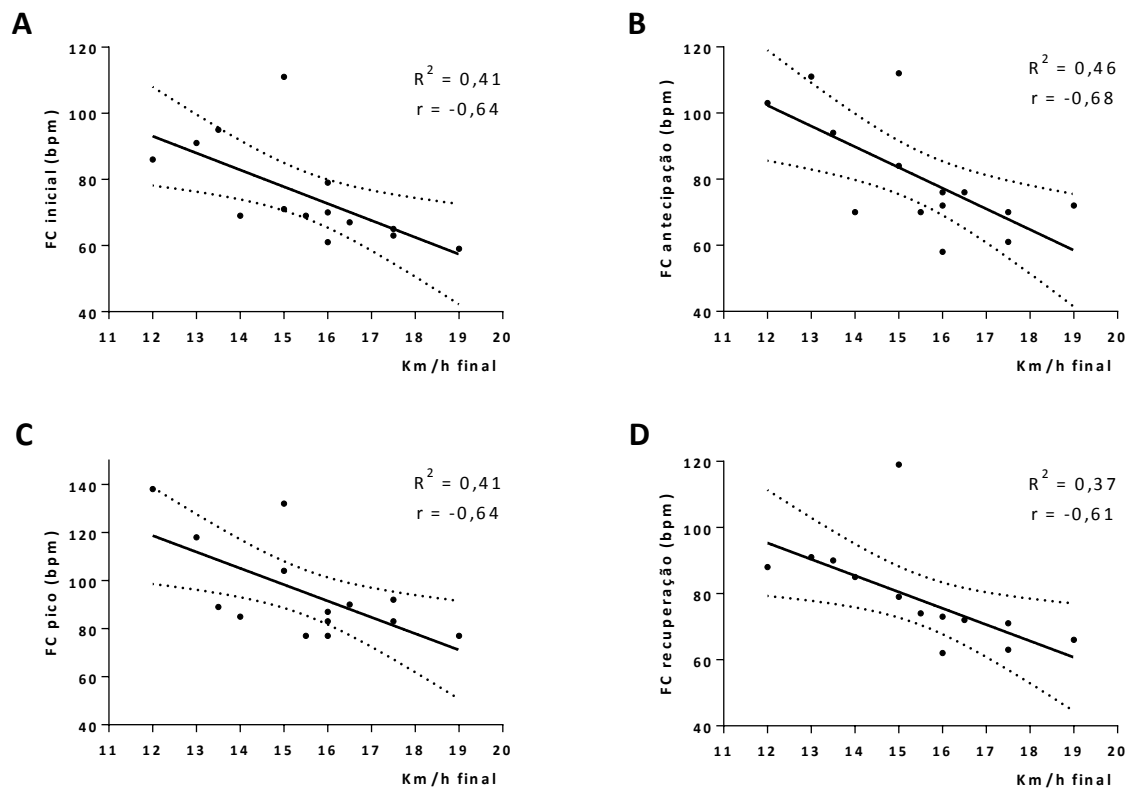 A
FC inicial (bpm)
120
100
80
60
40
R² = 0,41
r = -0,64
11 12 13 14 15 16 17 18 19 20
Km/h final
B
FC antecipação (bpm)
120
100
80
60
40
R² = 0,46
r = -0,68
11 12 13 14 15 16 17 18 19 20
Km/h final
C
FC pico (bpm)
140
120
100
80
60
40
R² = 0,41
r = -0,64
11 12 13 14 15 16 17 18 19 20
Km/h final
D
FC recuperação (bpm)
120
100
80
60
40
R² = 0,37
r = -0,61
11 12 13 14 15 16 17 18 19 20
Km/h final